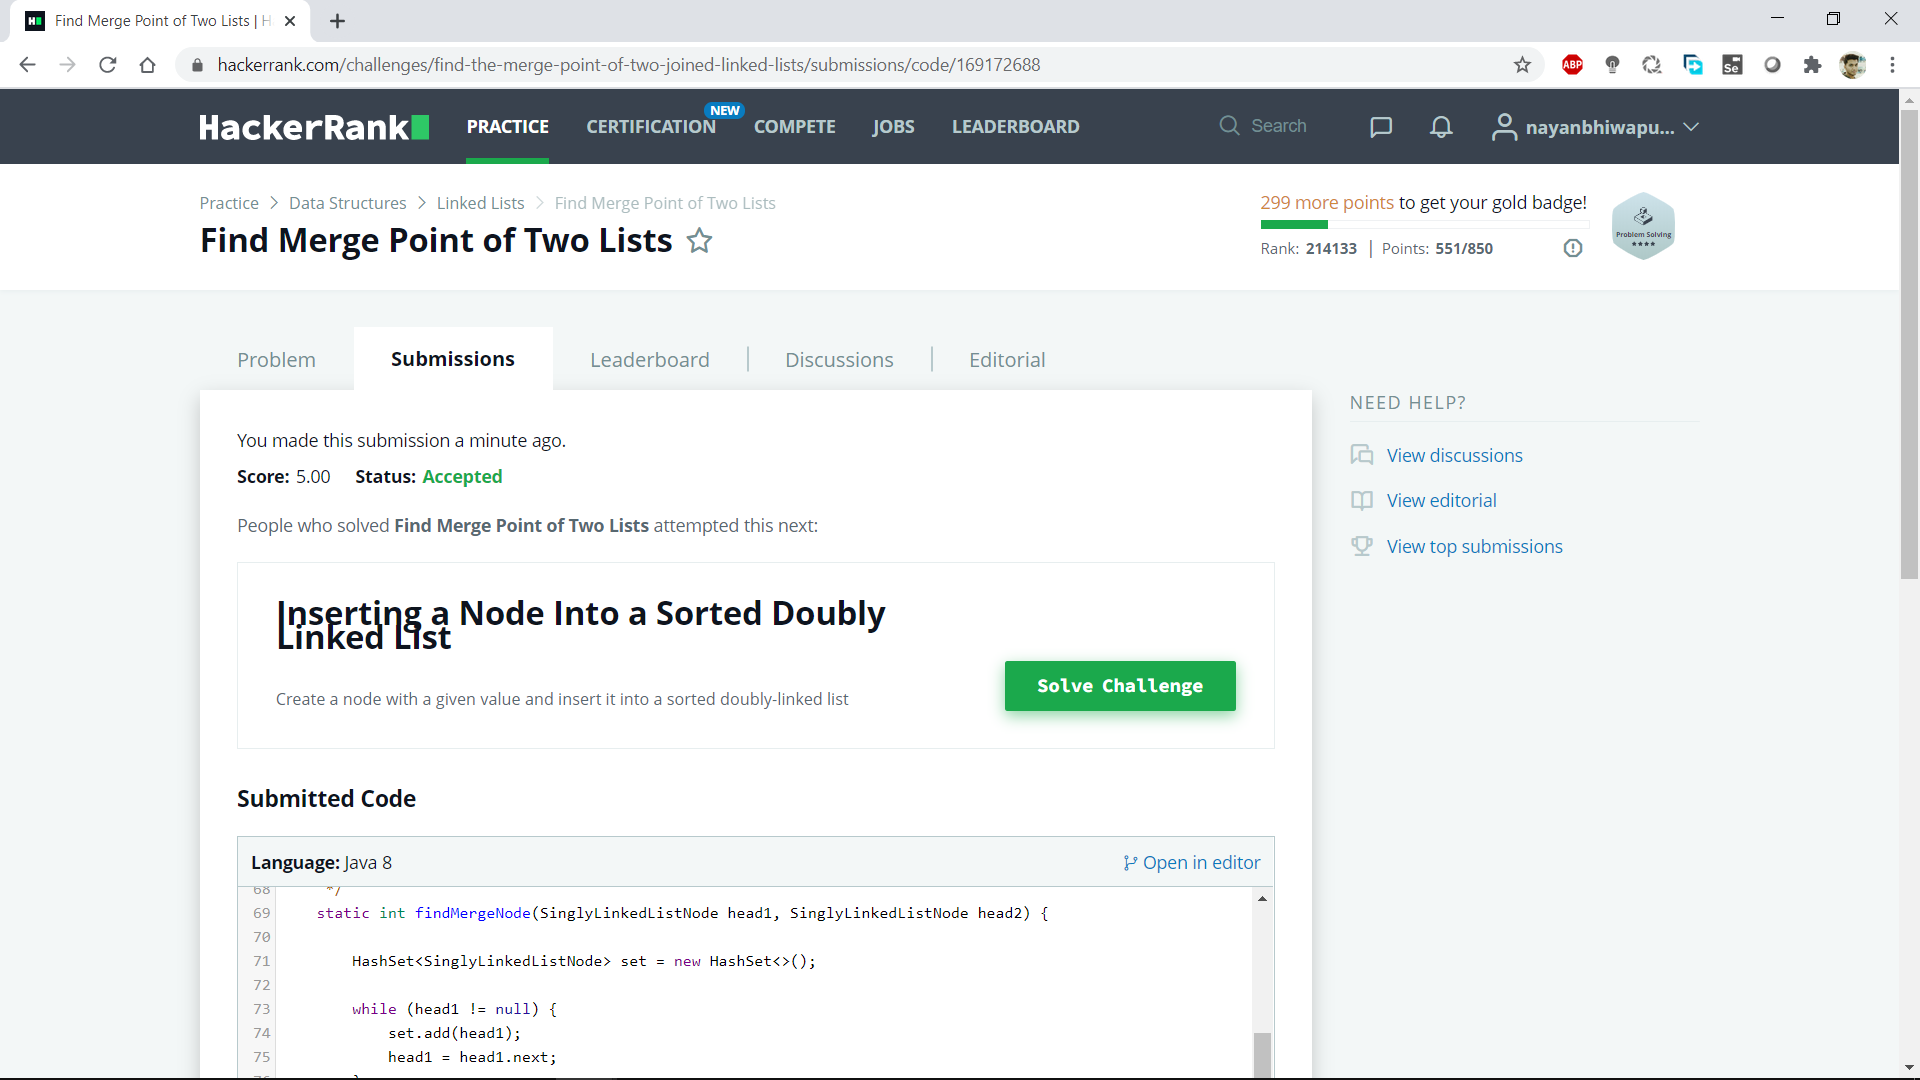 Find Merge Point of Two Lists | H
hackerrank.com/challenges/find-the-merge-point-of-two-joined-linked-lists/submissions/code/169172688
ABP
Se
HackerRank
PRACTICE
CERTIFICATION
NEW
COMPETE
JOBS
LEADERBOARD
Search
nayanbhiwapu...
Practice > Data Structures > Linked Lists > Find Merge Point of Two Lists
Find Merge Point of Two Lists
299 more points to get your gold badge!
Rank: 214133 | Points: 551/850
Problem Solving
Problem
Submissions
Leaderboard
Discussions
Editorial
You made this submission a minute ago.
Score: 5.00 Status: Accepted
People who solved Find Merge Point of Two Lists attempted this next:
Inserting a Node Into a Sorted Doubly
Linked List
Create a node with a given value and insert it into a sorted doubly-linked list
Solve Challenge
NEED HELP?
View discussions
View editorial
View top submissions
Submitted Code
Language: Java 8
Open in editor
68 */
69 static int findMergeNode(SinglyLinkedListNode head1, SinglyLinkedListNode head2) {
70
71 HashSet<SinglyLinkedListNode> set = new HashSet<>();
72
73 while (head1 != null) {
74 set.add(head1);
75 head1 = head1.next;